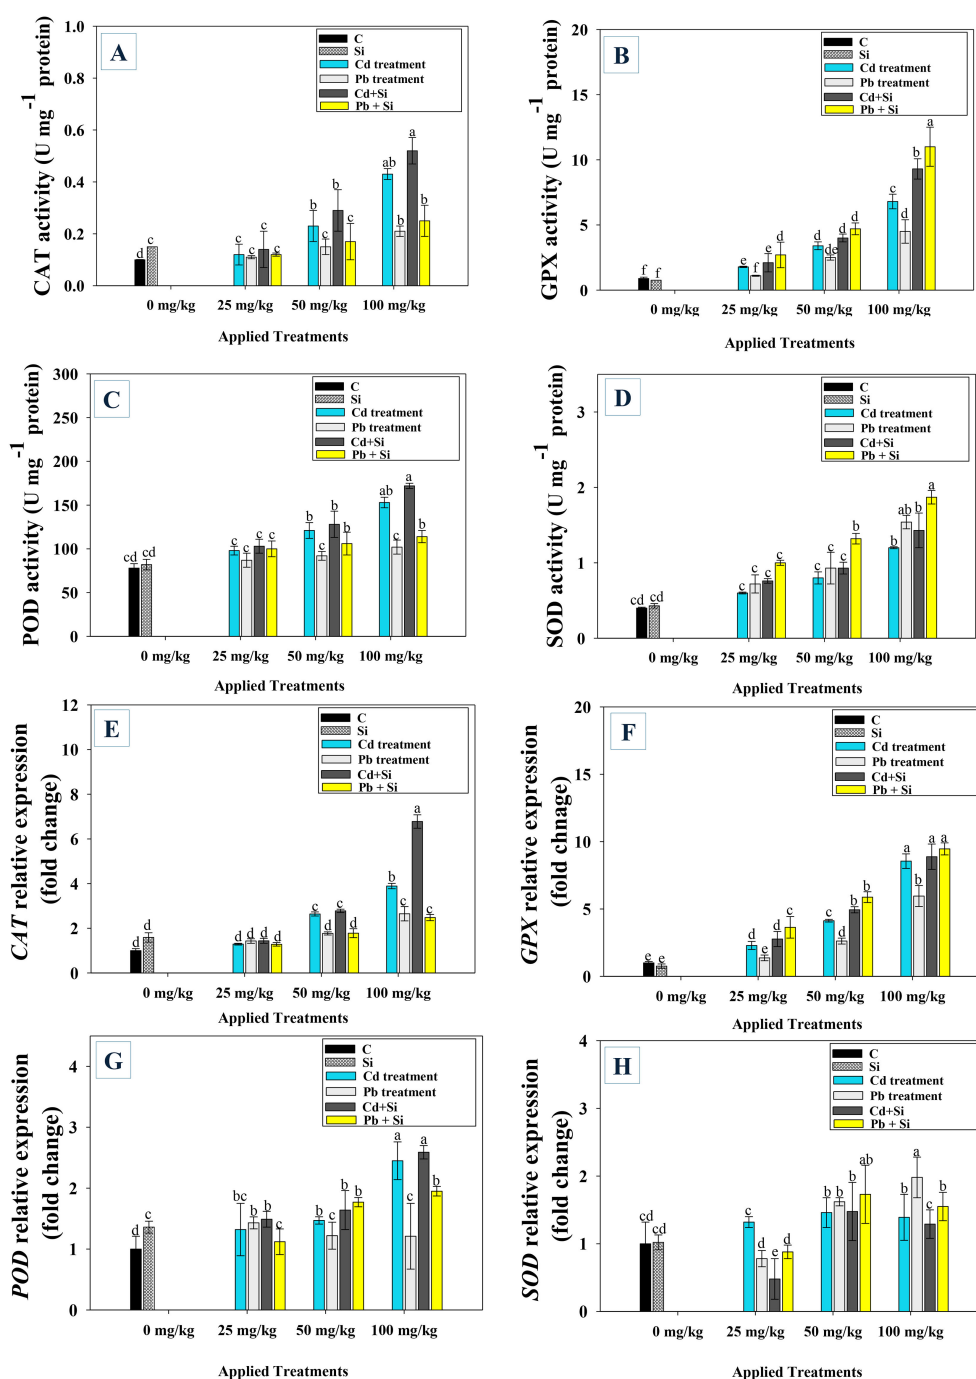 A
CAT activity (U mg-1 protein)
1.0
0.8
0.6
0.4
0.2
0.0
C
Si
Cd treatment
Pb treatment
Cd+Si
Pb + Si
d c c c c c b c b c ab c a b
0 mg/kg 25 mg/kg 50 mg/kg 100 mg/kg
Applied Treatments
B
GPX activity (U mg-1 protein)
20
15
10
5
0
C
Si
Cd treatment
Pb treatment
Cd+Si
Pb + Si
f f e f e d d de d d c d b a
0 mg/kg 25 mg/kg 50 mg/kg 100 mg/kg
Applied Treatments
C
POD activity (U mg-1 protein)
300
250
200
150
100
50
0
C
Si
Cd treatment
Pb treatment
Cd+Si
Pb + Si
cd cd c c c c b c b c ab c a b
0 mg/kg 25 mg/kg 50 mg/kg 100 mg/kg
Applied Treatments
D
SOD activity (U mg-1 protein)
3
2
1
0
C
Si
Cd treatment
Pb treatment
Cd+Si
Pb + Si
cd cd c c c c c c c b b ab b a
0 mg/kg 25 mg/kg 50 mg/kg 100 mg/kg
Applied Treatments
E
CAT relative expression
(fold change)
12
10
8
6
4
2
0
C
Si
Cd treatment
Pb treatment
Cd+Si
Pb + Si
d d d d d d c d c d b c a c
0 mg/kg 25 mg/kg 50 mg/kg 100 mg/kg
Applied Treatments
F
GPX relative expression
(fold chnage)
20
15
10
5
0
C
Si
Cd treatment
Pb treatment
Cd+Si
Pb + Si
e e d e d c c d b b a b a a
0 mg/kg 25 mg/kg 50 mg/kg 100 mg/kg
Applied Treatments
G
POD relative expression
(fold change)
4
3
2
1
0
C
Si
Cd treatment
Pb treatment
Cd+Si
Pb + Si
c c bc b b c b c b b a c a b
0 mg/kg 25 mg/kg 50 mg/kg 100 mg/kg
Applied Treatments
H
SOD relative expression
(fold change)
4
3
2
1
0
C
Si
Cd treatment
Pb treatment
Cd+Si
Pb + Si
cd cd c d e d b b b ab b a c b
0 mg/kg 25 mg/kg 50 mg/kg 100 mg/kg
Applied Treatments